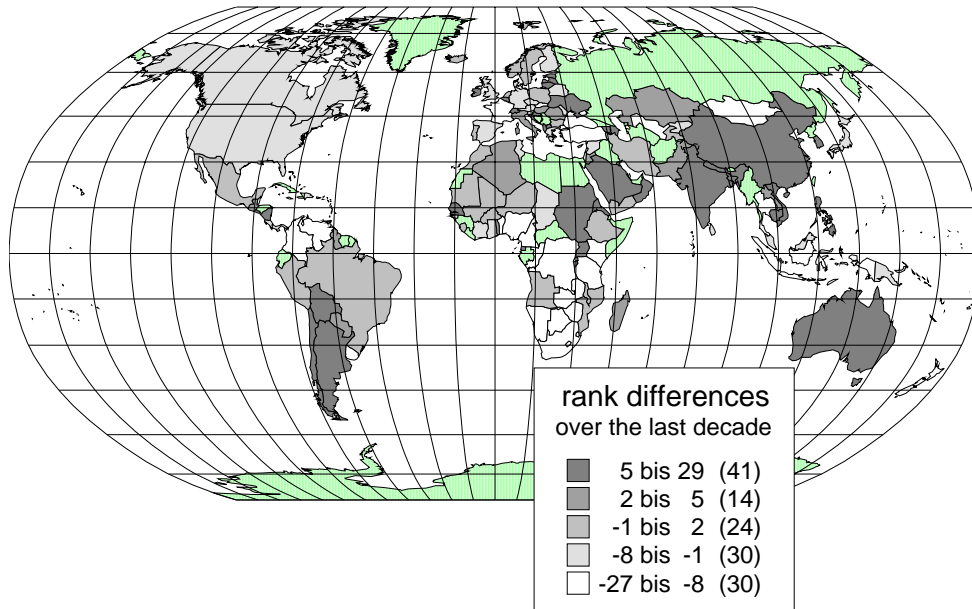 rank differences
over the last decade
5 bis 29 (41)
2 bis 5 (14)
-1 bis 2 (24)
-8 bis -1 (30)
-27 bis -8 (30)